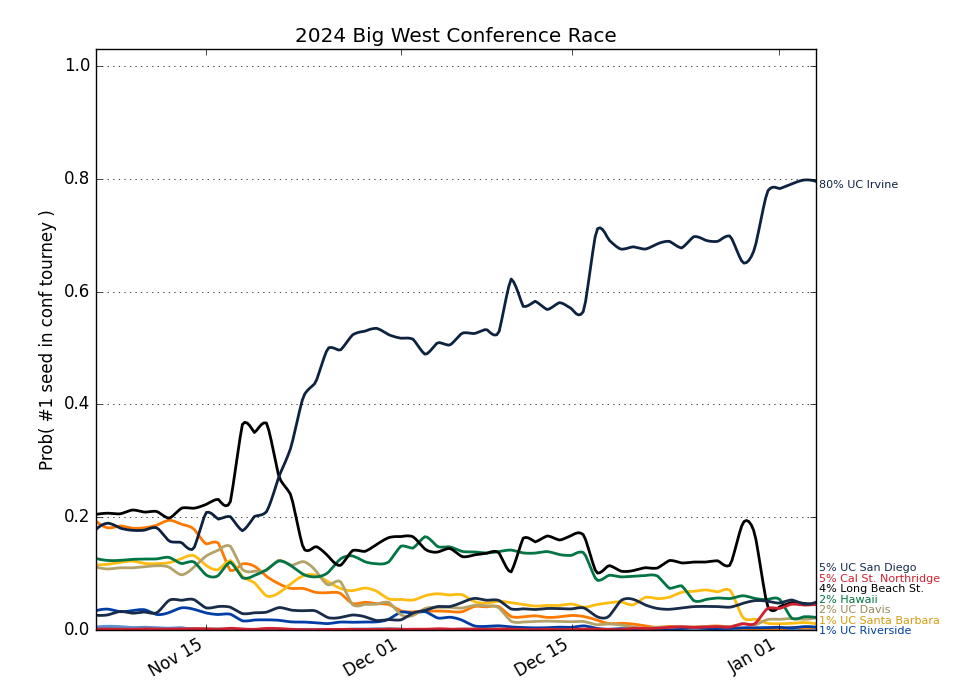 2024 Big West Conference Race
Prob( #1 seed in conf tourney )
1.0
0.8
0.6
0.4
0.2
0.0
Nov 15
Dec 01
Dec 15
Jan 01
80% UC Irvine
5% UC San Diego
5% Cal St. Northridge
4% Long Beach St.
2% Hawaii
2% UC Davis
1% UC Santa Barbara
1% UC Riverside